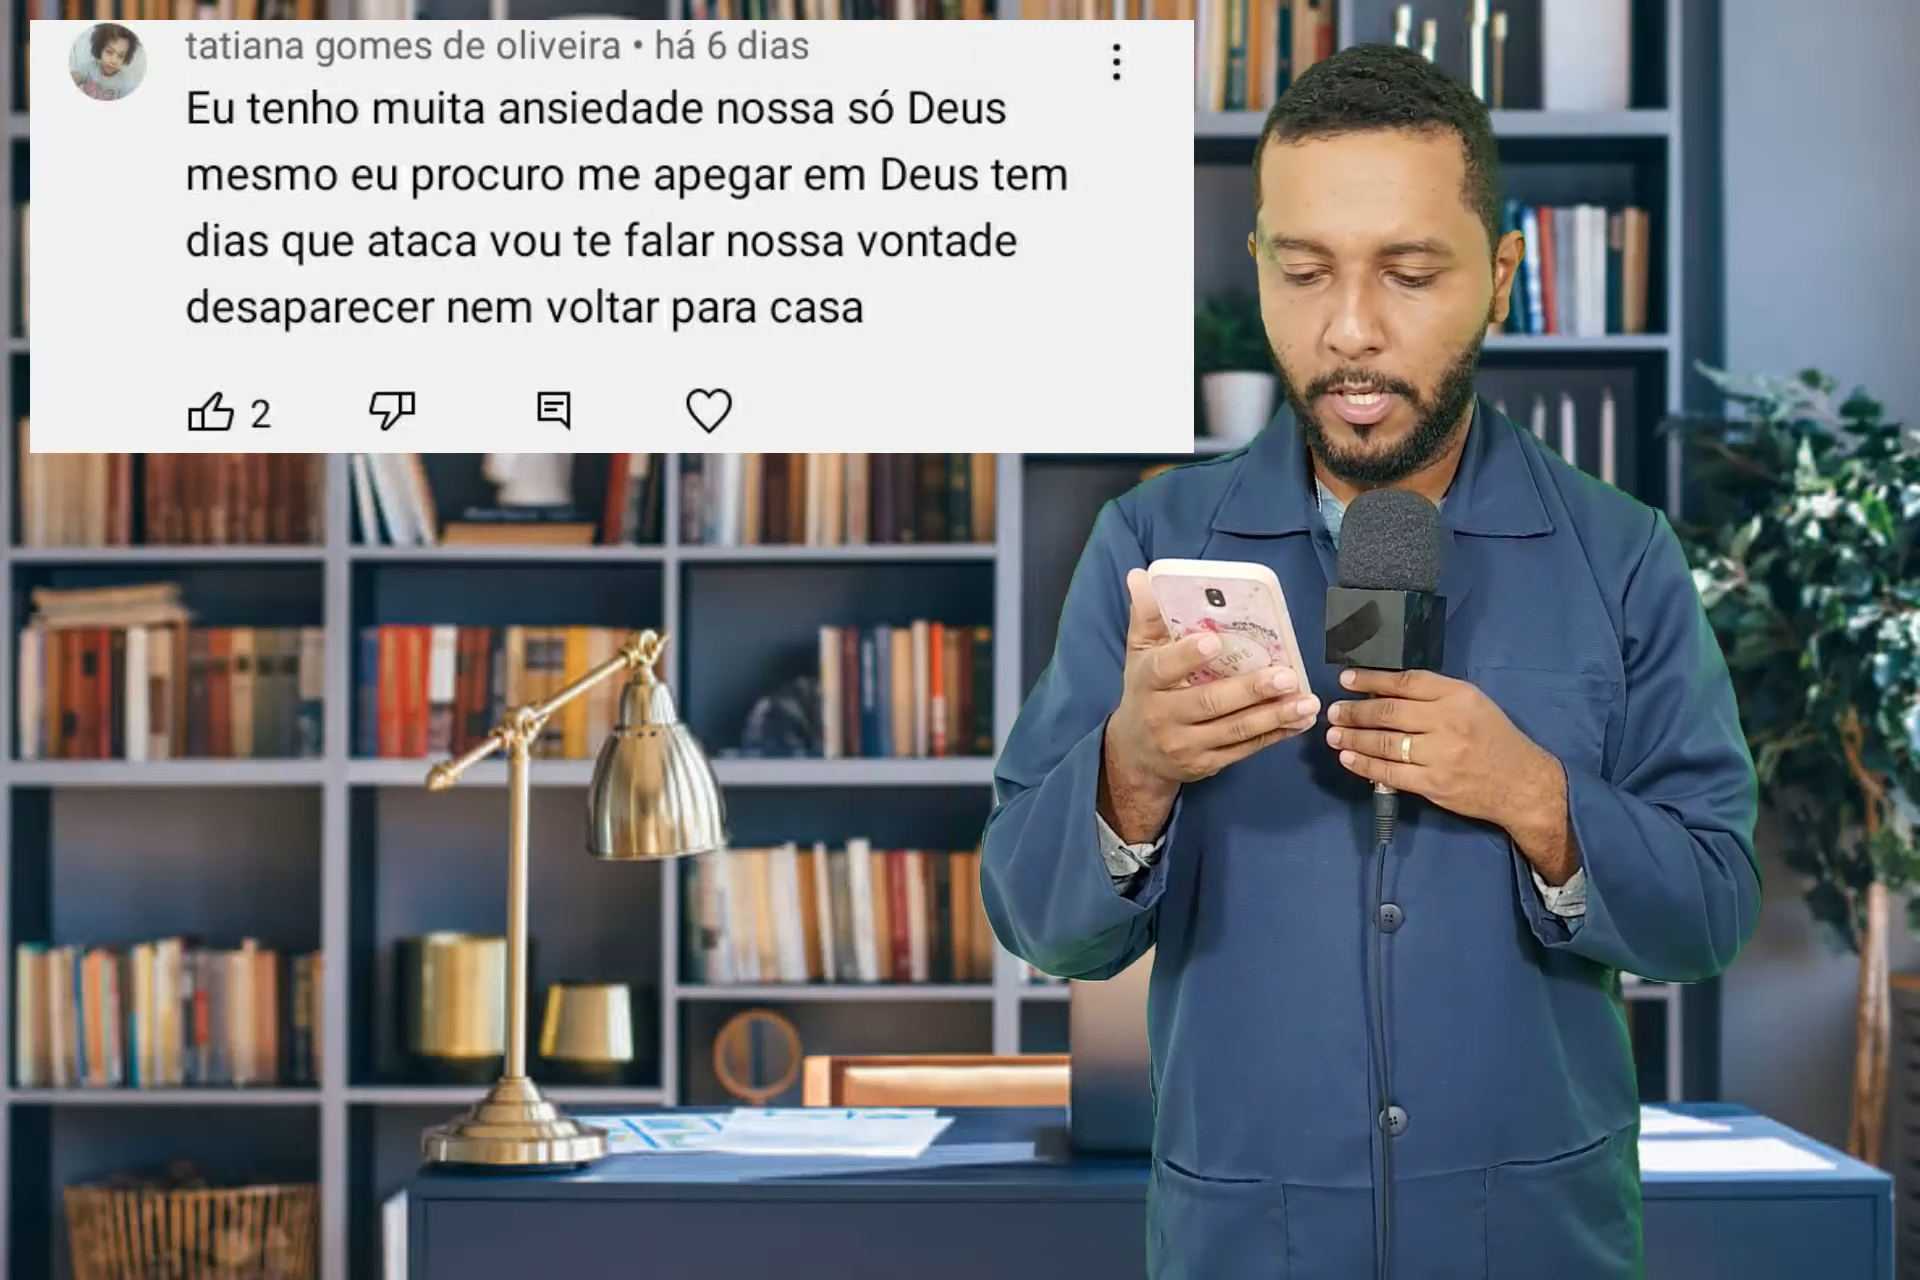 tatiana gomes de oliveira • há 6 dias
Eu tenho muita ansiedade nossa só Deus
mesmo eu procuro me apegar em Deus tem
dias que ataca vou te falar nossa vontade
desaparecer nem voltar para casa
2
LOVE